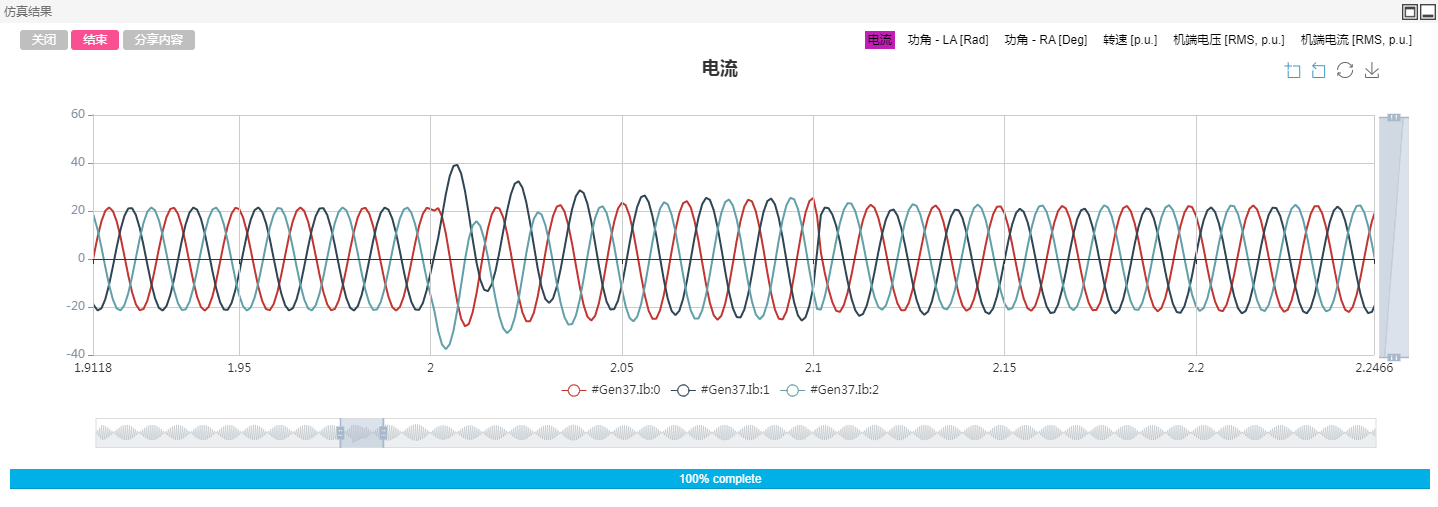 仿真结果
关闭 结束 分享内容 电流 功角 - LA [Rad] 功角 - RA [Deg] 转速 [p.u.] 机端电压 [RMS, p.u.] 机端电流 [RMS, p.u.]
电流
60
40
20
0
-20
-40
1.9118 1.95 2 2.05 2.1 2.15 2.2 2.2466
#Gen37.Ib:0 #Gen37.Ib:1 #Gen37.Ib:2
100% complete